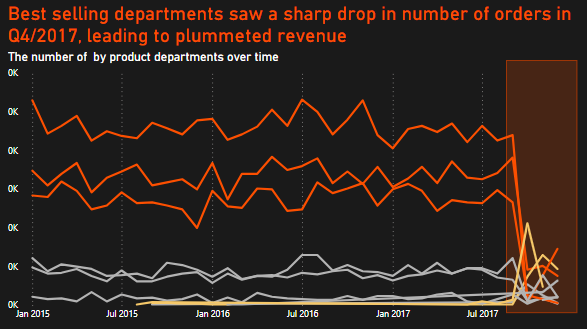 Best selling departments saw a sharp drop in number of orders in
Q4/2017, leading to plummeted revenue
The number of by product departments over time
0K
0K
0K
0K
0K
0K
0K
Jan 2015 Jul 2015 Jan 2016 Jul 2016 Jan 2017 Jul 2017